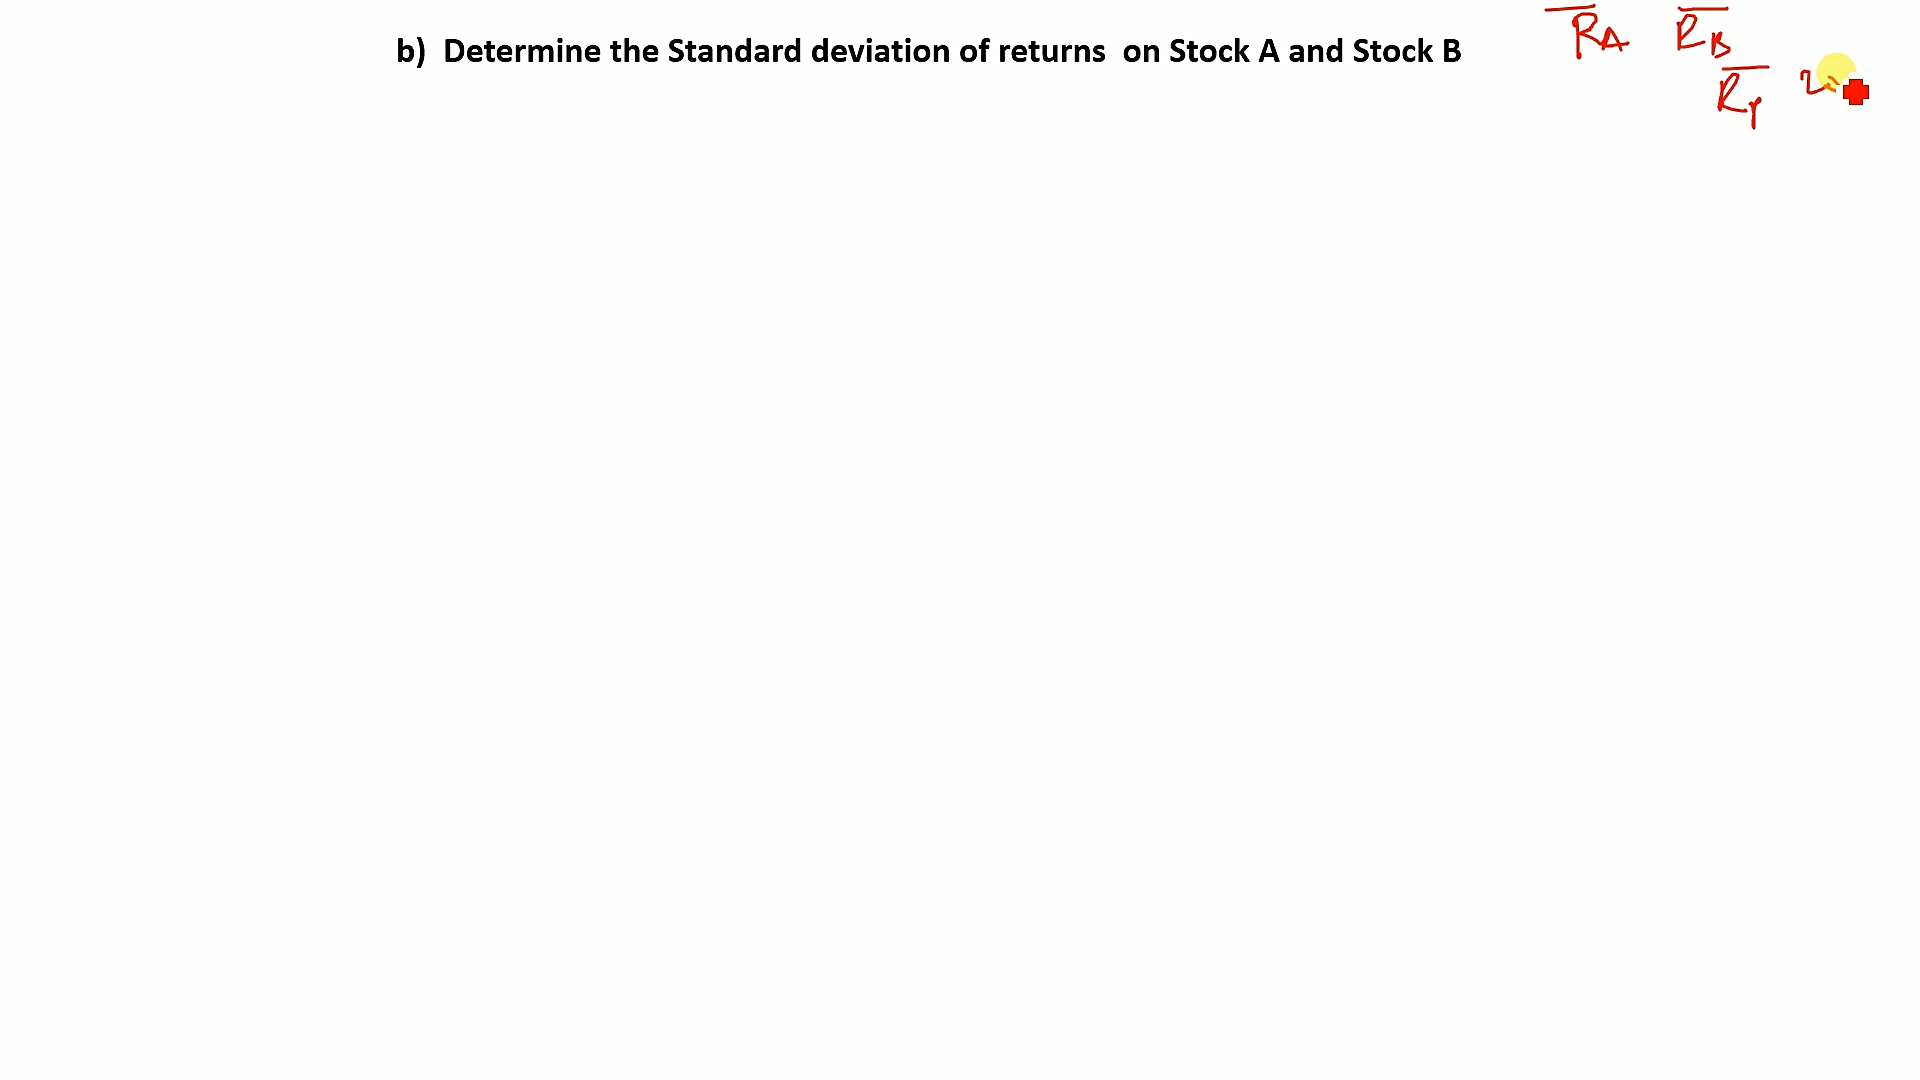 b) Determine the Standard deviation of returns on Stock A and Stock B
R̅A R̅B
R̅p